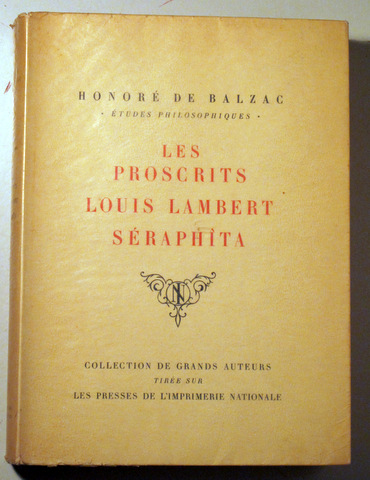 HONORÉ DE BALZAC
• ÉTUDES PHILOSOPHIQUES •
LES
PROSCRITS
LOUIS LAMBERT
SÉRAPHÎTA
IN
COLLECTION DE GRANDS AUTEURS
TIRÉE SUR
LES PRESSES DE L'IMPRIMERIE NATIONALE